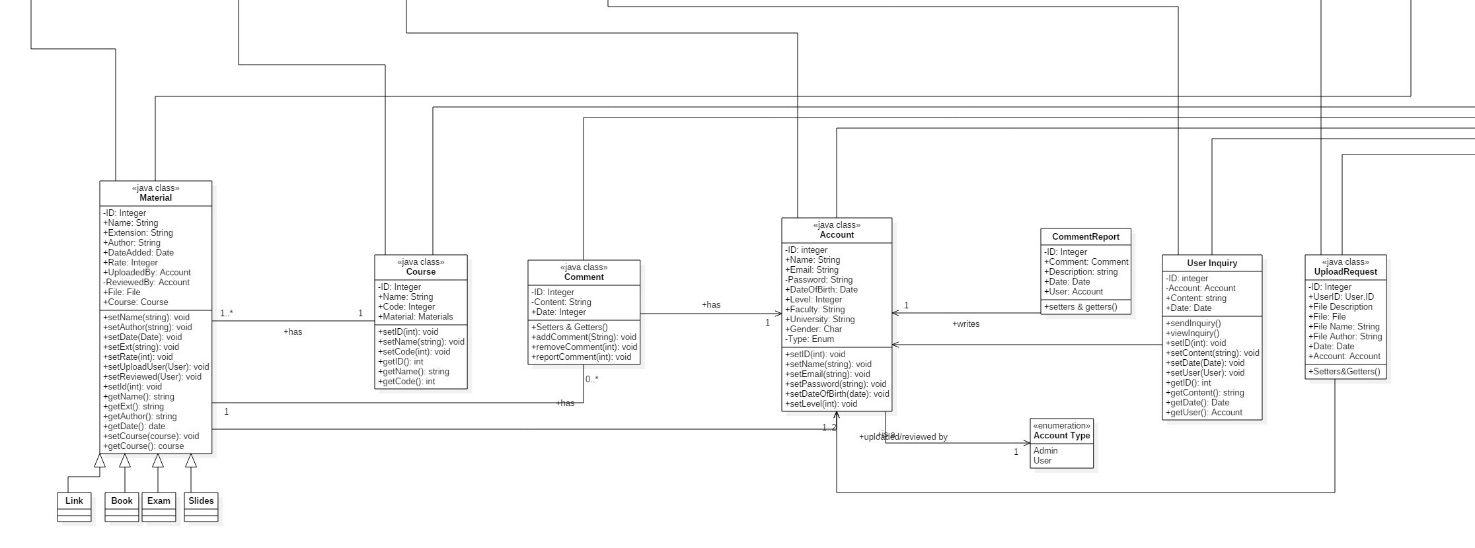 «java class»
Material
-ID: Integer
+Name: String
+Extension: String
+Author: String
+DateAdded: Date
+Rate: Integer
+UploadedBy: Account
-ReviewedBy: Account
+File: File
+Course: Course
+setName(string): void
+setAuthor(string): void
+setDate(Date): void
+setExt(string): void
+setRate(int): void
+setUploadUser(User): void
+setReviewed(User): void
+setId(int): void
+getName(): string
+getExt(): string
+getAuthor(): string
+getDate(): date
+setCourse(course): void
+getCourse(): course
Link
Book
Exam
Slides
1..*
+has
1
«java class»
Course
-ID: Integer
+Name: String
+Code: Integer
+Material: Materials
+setID(int): void
+setName(string): void
+setCode(int): void
+getID(): int
+getName(): string
+getCode(): int
«java class»
Comment
-ID: Integer
-Content: String
+Date: Integer
+Setters & Getters()
+addComment(String): void
+removeComment(int): void
+reportComment(int): void
0..*
+has
1
+has
1
«java class»
Account
-ID: integer
+Name: String
+Email: String
-Password: String
+DateOfBirth: Date
+Level: Integer
+Faculty: String
+University: String
+Gender: Char
-Type: Enum
+setID(int): void
+setName(string): void
+setEmail(string): void
+setPassword(string): void
+setDateOfBirth(date): void
+setLevel(int): void
1..2
+uploaded/reviewed by
1
«enumeration»
Account Type
Admin
User
1
+writes
CommentReport
-ID: Integer
+Comment: Comment
+Description: string
+Date: Date
+User: Account
+setters & getters()
User Inquiry
-ID: integer
-Account: Account
+Content: string
+Date: Date
+sendInquiry()
+viewInquiry()
+setID(int): void
+setContent(string): void
+setDate(Date): void
+setUser(User): void
+getID(): int
+getContent(): string
+getDate(): Date
+getUser(): Account
«java class»
UploadRequest
-ID: Integer
+UserID: User.ID
+File Description
+File: File
+File Name: String
+File Author: String
+Date: Date
+Account: Account
+Setters&Getters()